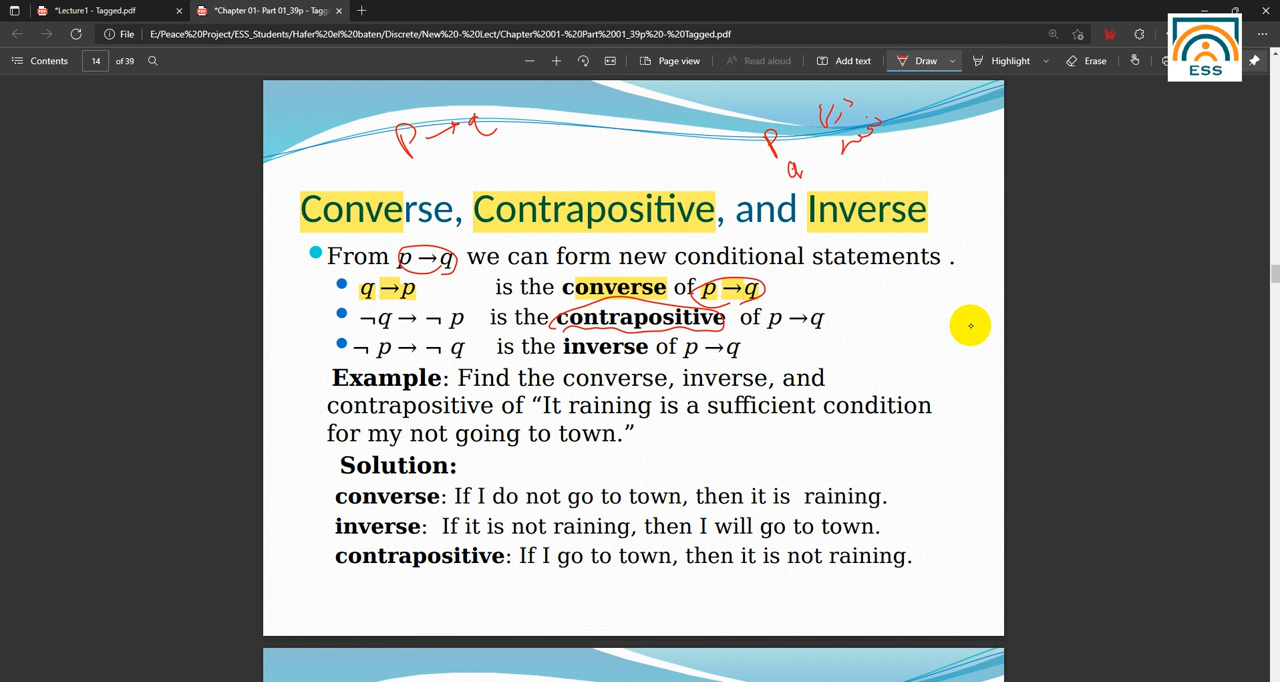 *Lecture1 - Tagged.pdf
*Chapter 01- Part 01_39p - Tagg
File E:/Peace%20Project/ESS_Students/Hafer%20el%20baten/Discrete/New%20-%20Lect/Chapter%2001-%20Part%2001_39p%20-%20Tagged.pdf
Contents 14 of 39 Page view Read aloud Add text Draw Highlight Erase
ESS
p → q
P
q
Converse, Contrapositive, and Inverse
From p →q we can form new conditional statements .
q →p is the converse of p →q
¬q → ¬ p is the contrapositive of p →q
¬ p → ¬ q is the inverse of p →q
Example: Find the converse, inverse, and
contrapositive of “It raining is a sufficient condition
for my not going to town.”
Solution:
converse: If I do not go to town, then it is raining.
inverse: If it is not raining, then I will go to town.
contrapositive: If I go to town, then it is not raining.